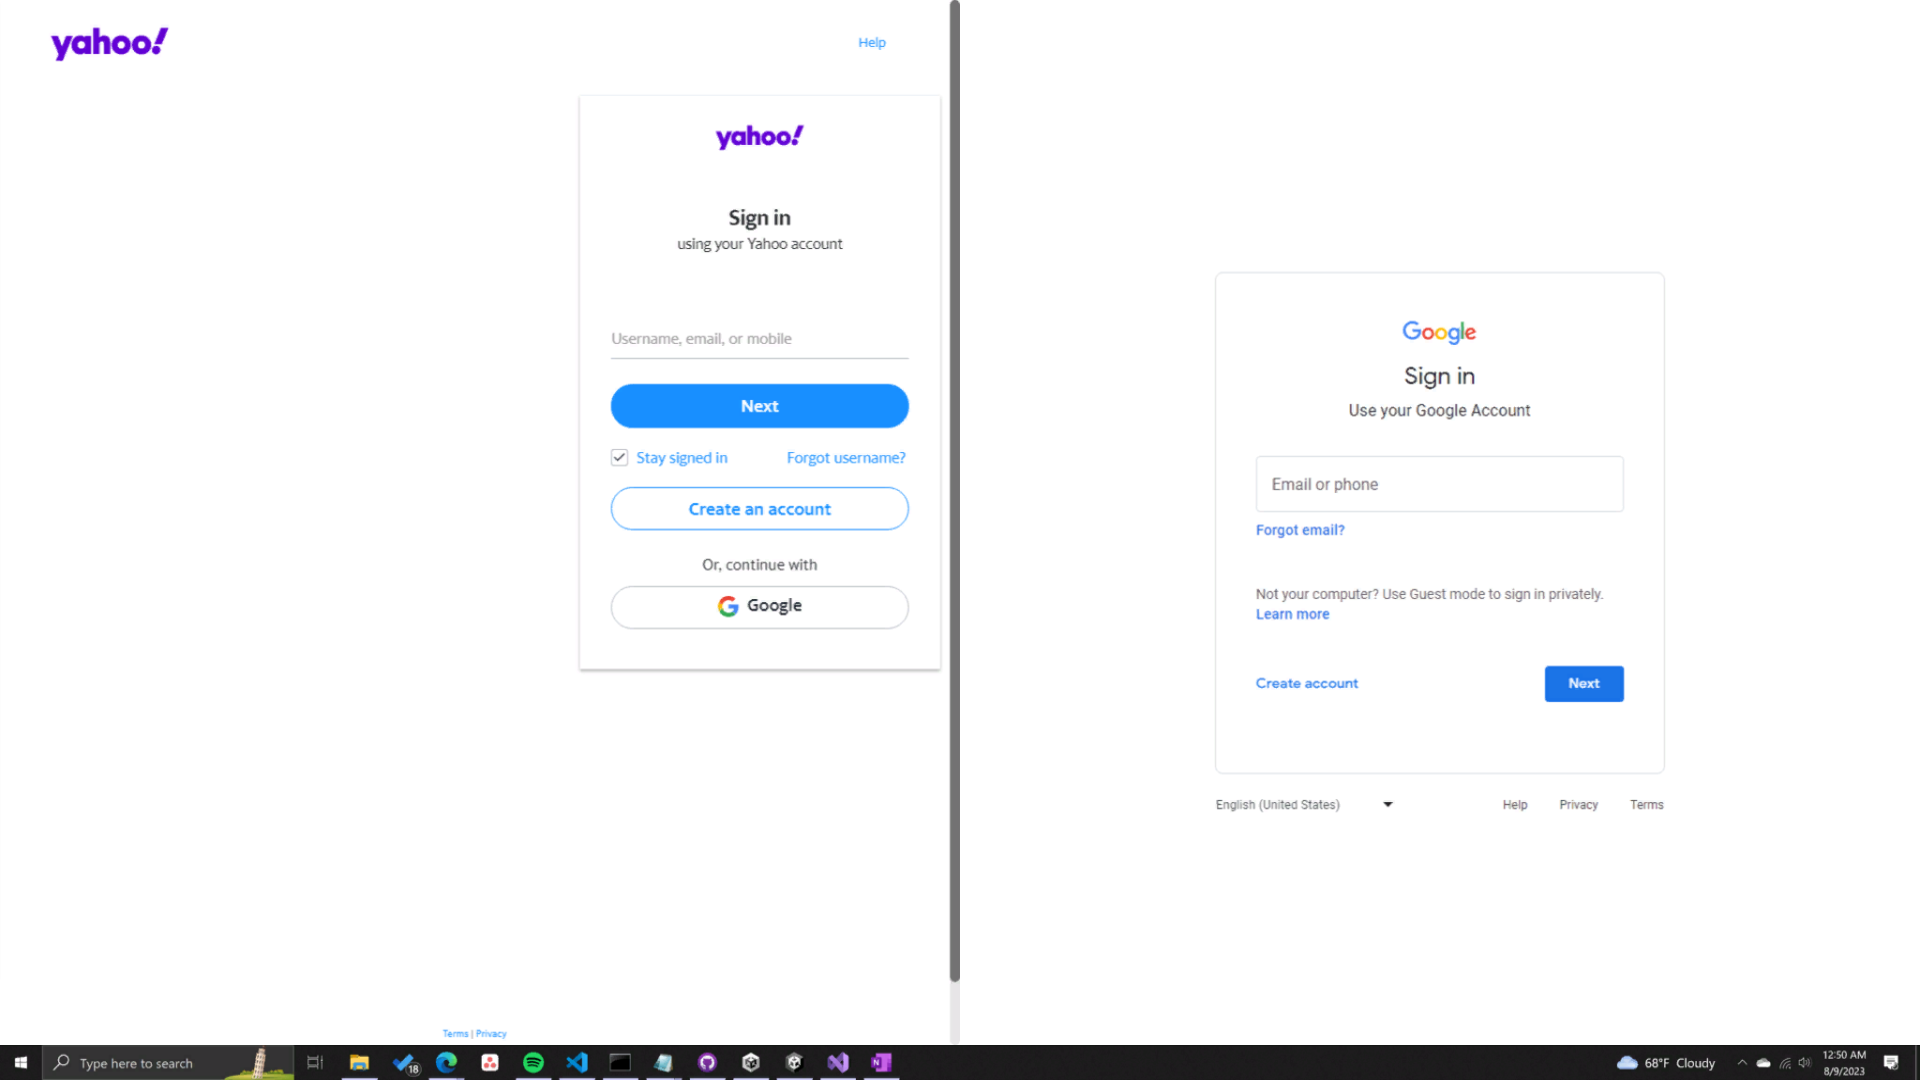 yahoo!
Help
yahoo!
Sign in
using your Yahoo account
Username, email, or mobile
Next
Stay signed in
Forgot username?
Create an account
Or, continue with
Google
Terms | Privacy
Google
Sign in
Use your Google Account
Email or phone
Forgot email?
Not your computer? Use Guest mode to sign in privately.
Learn more
Create account
Next
English (United States)
Help
Privacy
Terms
Type here to search
18
N
68°F Cloudy
12:50 AM
8/9/2023